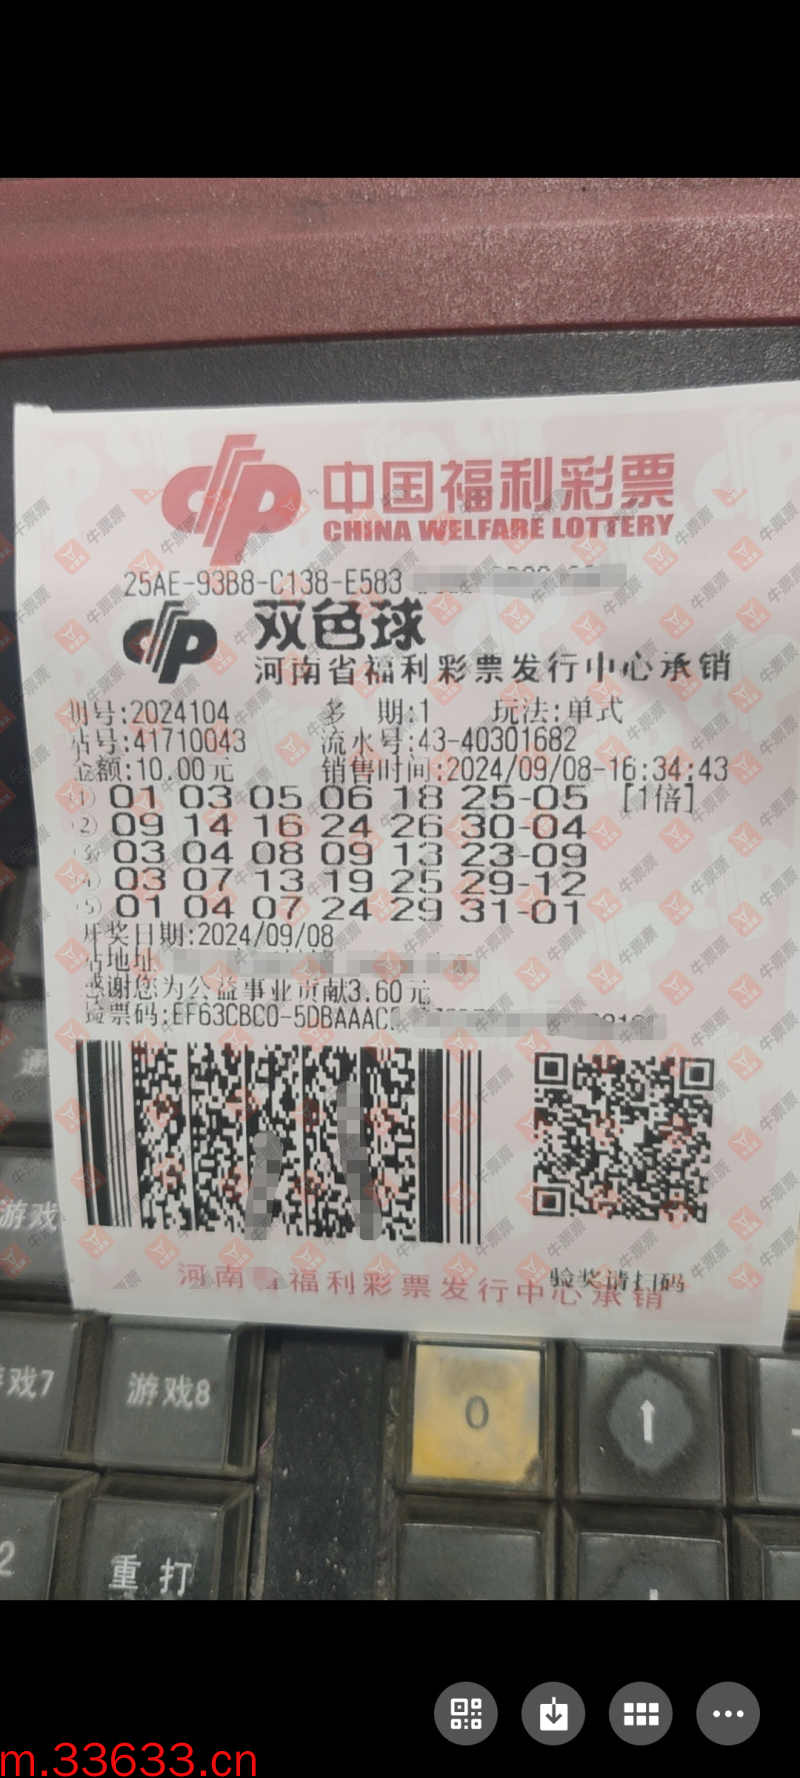 中国福利彩票
CHINA WELFARE LOTTERY
25AE-93B8-C138-E583
双色球
河南省福利彩票发行中心承销
期号:2024104 多 期:1 玩法:单式
站号:41710043 流水号:43-40301682
金额:10.00元 销售时间:2024/09/08-16:34:43
① 01 03 05 06 18 25-05 [1倍]
② 09 14 16 24 26 30-04
③ 03 04 08 09 13 23-09
④ 03 07 13 19 25 29-12
⑤ 01 04 07 24 29 31-01
开奖日期:2024/09/08
站地址
感谢您为公益事业贡献3.60元
验票码:EF63CBC0-5DBAAAC
验奖请扫码
河南省福利彩票发行中心承销
牛票票
游戏
游戏7
游戏8
0
↑
2
重打
m.33633.cn